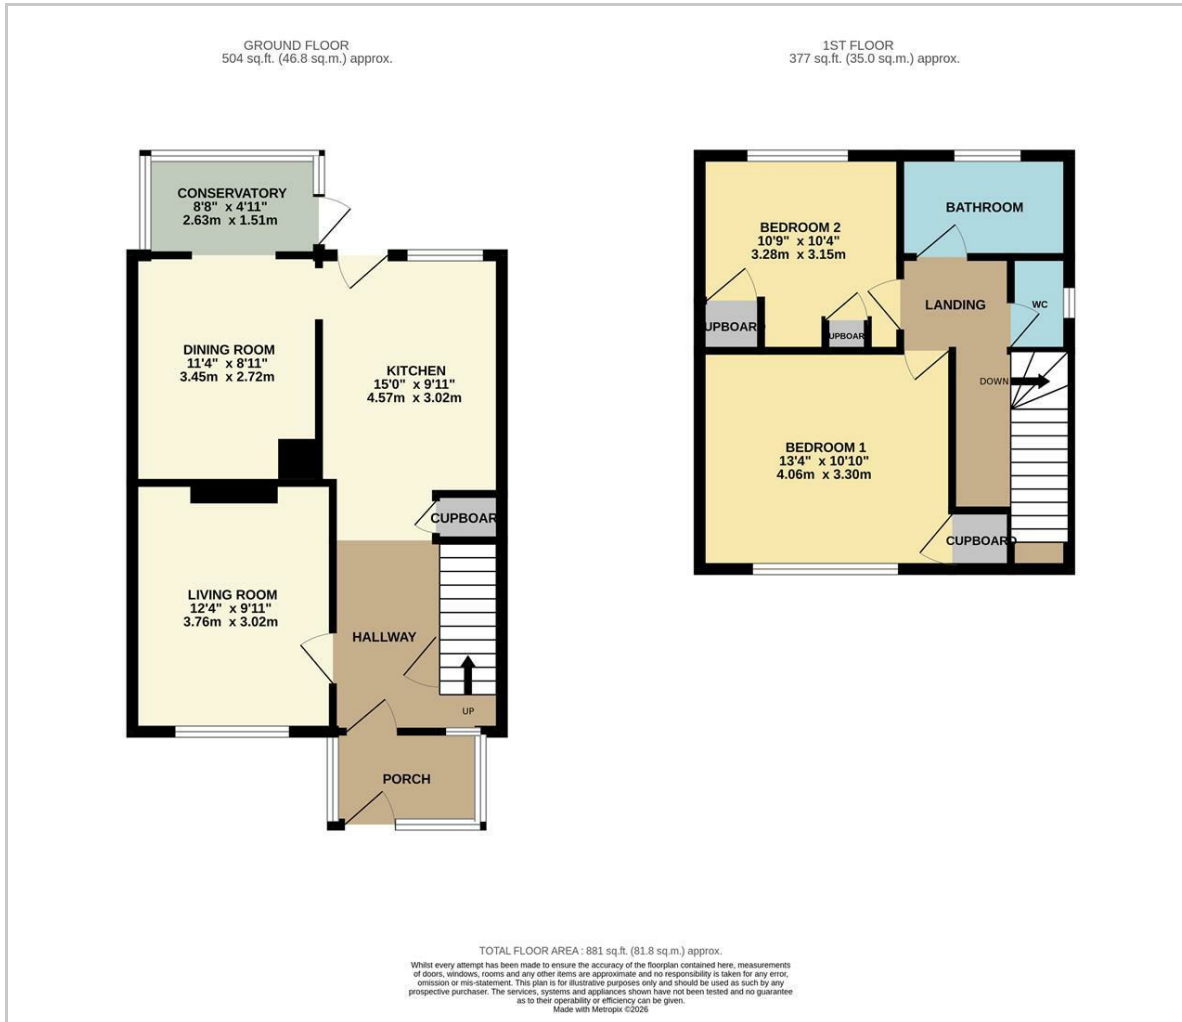 GROUND FLOOR
504 sq.ft. (46.8 sq.m.) approx.
1ST FLOOR
377 sq.ft. (35.0 sq.m.) approx.
CONSERVATORY
8'8" x 4'11"
2.63m x 1.51m
DINING ROOM
11'4" x 8'11"
3.45m x 2.72m
KITCHEN
15'0" x 9'11"
4.57m x 3.02m
CUPBOAR
LIVING ROOM
12'4" x 9'11"
3.76m x 3.02m
HALLWAY
UP
PORCH
BEDROOM 2
10'9" x 10'4"
3.28m x 3.15m
BATHROOM
LANDING
WC
UPBOARD
UPBOAR
DOWN
BEDROOM 1
13'4" x 10'10"
4.06m x 3.30m
CUPBOARD
TOTAL FLOOR AREA : 881 sq.ft. (81.8 sq.m.) approx.
Whilst every attempt has been made to ensure the accuracy of the floorplan contained here, measurements
of doors, windows, rooms and any other items are approximate and no responsibility is taken for any error,
omission or mis-statement. This plan is for illustrative purposes only and should be used as such by any
prospective purchaser. The services, systems and appliances shown have not been tested and no guarantee
as to their operability or efficiency can be given.
Made with Metropix ©2026